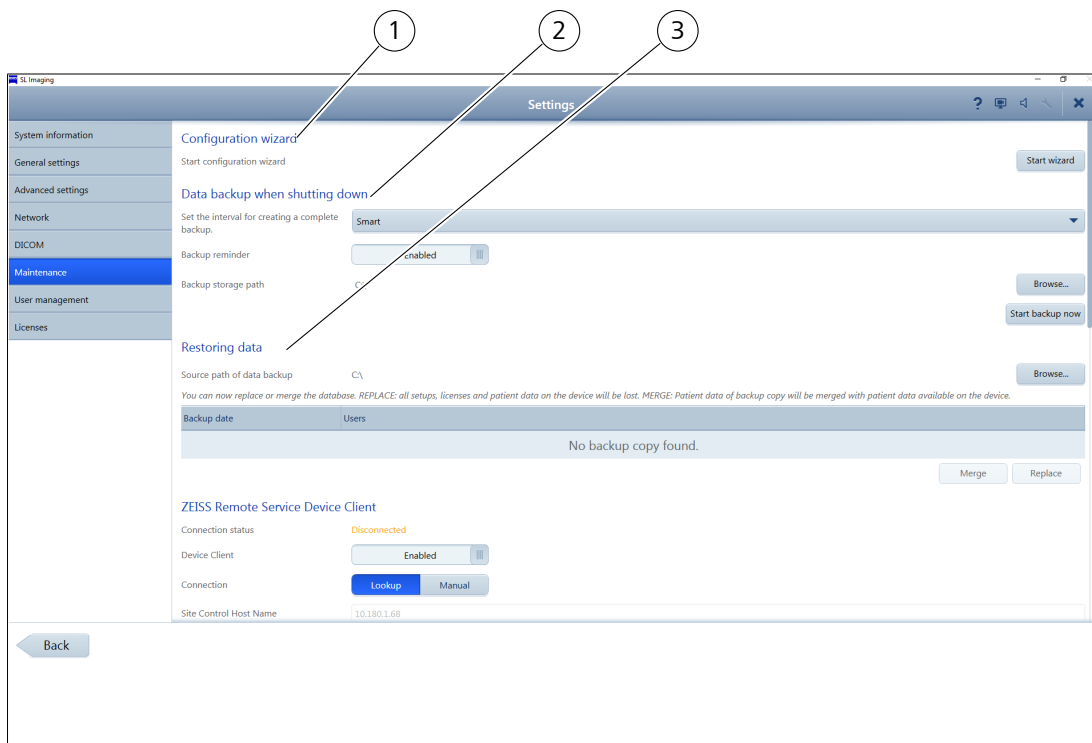 1 2 3
SL Imaging
Settings
?
System information
General settings
Advanced settings
Network
DICOM
Maintenance
User management
Licenses
Configuration wizard
Start configuration wizard
Start wizard
Data backup when shutting down
Set the interval for creating a complete
backup.
Smart
Backup reminder
Enabled
Backup storage path
C:\
Browse...
Start backup now
Restoring data
Source path of data backup
C:\
Browse...
You can now replace or merge the database. REPLACE: all setups, licenses and patient data on the device will be lost. MERGE: Patient data of backup copy will be merged with patient data available on the device.
Backup date Users
No backup copy found.
Merge Replace
ZEISS Remote Service Device Client
Connection status
Disconnected
Device Client
Enabled
Connection
Lookup Manual
Site Control Host Name
10.180.1.68
Back